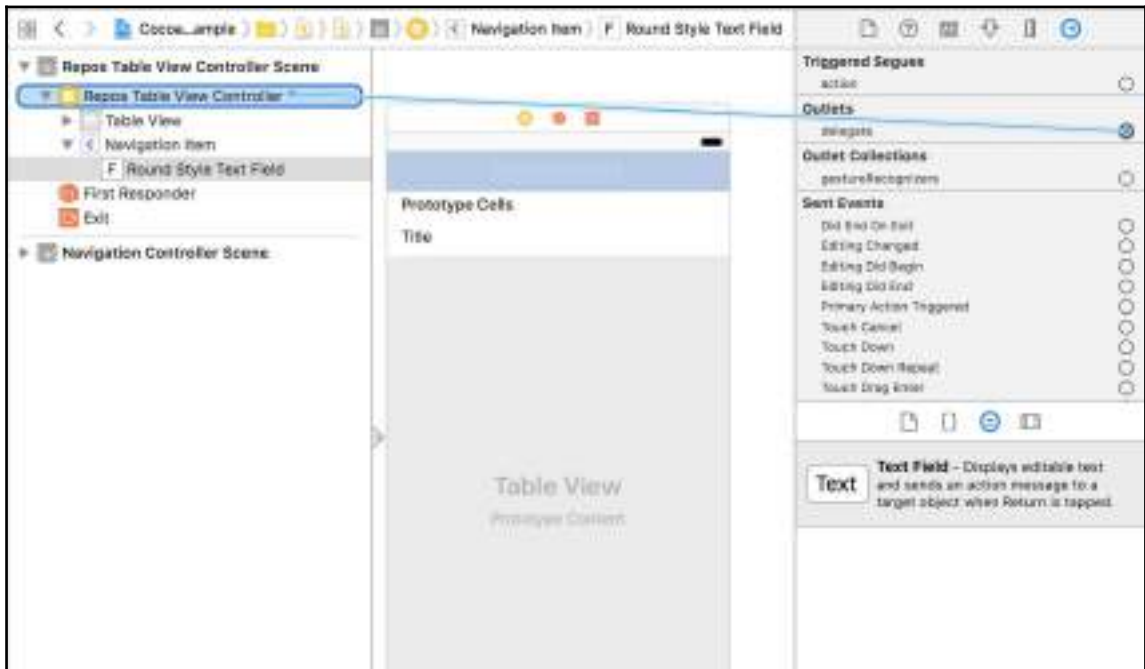 Cocoa...ample
Navigation Item
F Round Style Text Field
Repos Table View Controller Scene
Repos Table View Controller
Table View
Navigation Item
F Round Style Text Field
First Responder
Exit
Navigation Controller Scene
Prototype Cells
Title
Table View
Prototype Content
Triggered Segues
action
Outlets
delegate
Outlet Collections
gestureRecognizers
Sent Events
Did End On Exit
Editing Changed
Editing Did Begin
Editing Did End
Primary Action Triggered
Touch Cancel
Touch Down
Touch Down Repeat
Touch Drag Enter
Text
Text Field - Displays editable text
and sends an action message to a
target object when Return is tapped.